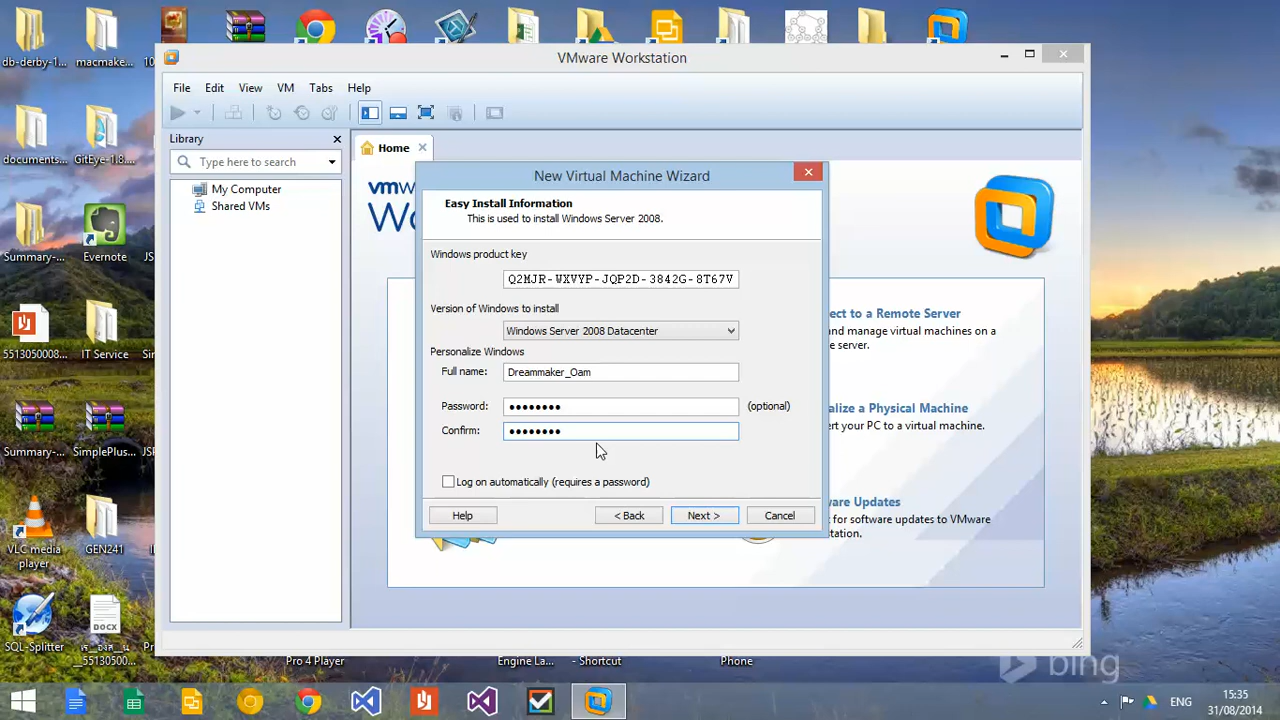 db-derby-1...
macmake...
documents...
GitEye-1.8....
Summary-...
Evernote
5513050008...
IT Service
Summary-...
SimplePlus...
VLC media
player
GEN241
SQL-Splitter
DOCX
VMware Workstation
File
Edit
View
VM
Tabs
Help
Library
Type here to search
My Computer
Shared VMs
Home
New Virtual Machine Wizard
Easy Install Information
This is used to install Windows Server 2008.
Windows product key
Q2MJR-WXVYP-JQP2D-3842G-8T67V
Version of Windows to install
Windows Server 2008 Datacenter
Personalize Windows
Full name:
Dreammaker_Oam
Password:
●●●●●●●●
(optional)
Confirm:
●●●●●●●●
Log on automatically (requires a password)
Help
< Back
Next >
Cancel
ect to a Remote Server
and manage virtual machines on a
e server.
alize a Physical Machine
ert your PC to a virtual machine.
ware Updates
for software updates to VMware
station.
Pro 4 Player
Engine La...
- Shortcut
Phone
bing
ENG
15:35
31/08/2014